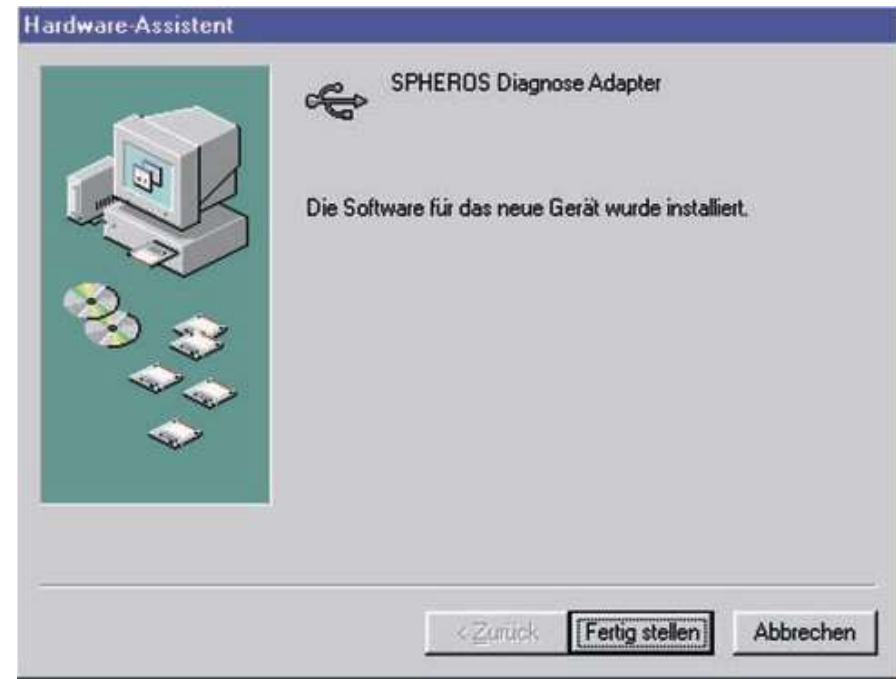 Hardware-Assistent
SPHEROS Diagnose Adapter
Die Software für das neue Gerät wurde installiert.
< Zurück
Fertig stellen
Abbrechen